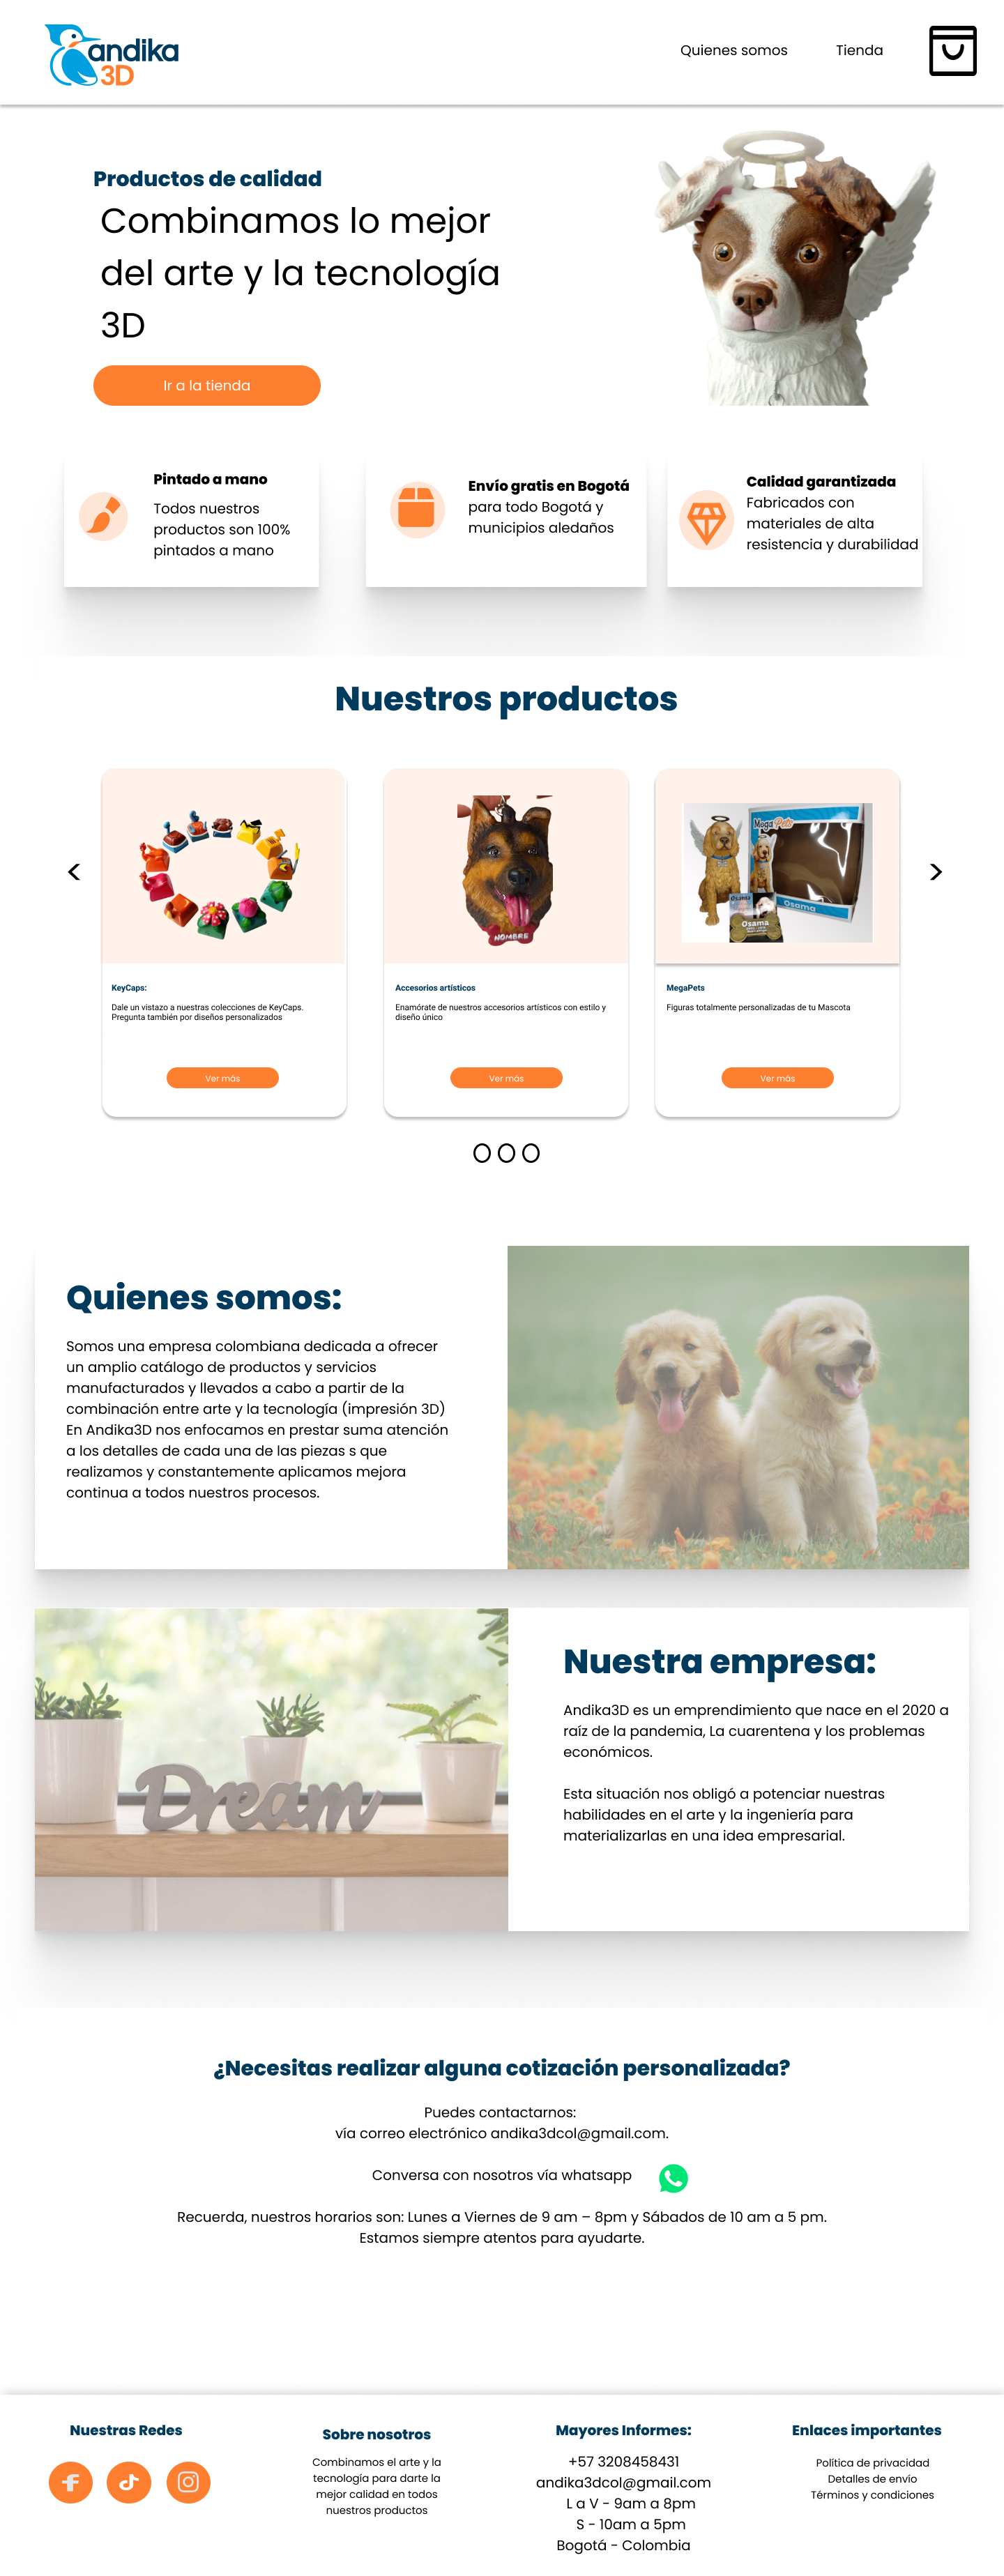 andika
3D
Quienes somos
Tienda
Productos de calidad
Combinamos lo mejor
del arte y la tecnología
3D
Ir a la tienda
Pintado a mano
Todos nuestros
productos son 100%
pintados a mano
Envío gratis en Bogotá
para todo Bogotá y
municipios aledaños
Calidad garantizada
Fabricados con
materiales de alta
resistencia y durabilidad
Nuestros productos
<
NOMBRE
MegaPets
Osama
Osama
Osama
>
KeyCaps:
Dale un vistazo a nuestras colecciones de KeyCaps.
Pregunta también por diseños personalizados
Ver más
Accesorios artísticos
Enamórate de nuestros accesorios artísticos con estilo y
diseño único
Ver más
MegaPets
Figuras totalmente personalizadas de tu Mascota
Ver más
Quienes somos:
Somos una empresa colombiana dedicada a ofrecer
un amplio catálogo de productos y servicios
manufacturados y llevados a cabo a partir de la
combinación entre arte y la tecnología (impresión 3D)
En Andika3D nos enfocamos en prestar suma atención
a los detalles de cada una de las piezas s que
realizamos y constantemente aplicamos mejora
continua a todos nuestros procesos.
Dream
Nuestra empresa:
Andika3D es un emprendimiento que nace en el 2020 a
raíz de la pandemia, La cuarentena y los problemas
económicos.
Esta situación nos obligó a potenciar nuestras
habilidades en el arte y la ingeniería para
materializarlas en una idea empresarial.
¿Necesitas realizar alguna cotización personalizada?
Puedes contactarnos:
vía correo electrónico andika3dcol@gmail.com.
Conversa con nosotros vía whatsapp
Recuerda, nuestros horarios son: Lunes a Viernes de 9 am – 8pm y Sábados de 10 am a 5 pm.
Estamos siempre atentos para ayudarte.
Nuestras Redes
Sobre nosotros
Combinamos el arte y la
tecnología para darte la
mejor calidad en todos
nuestros productos
Mayores Informes:
+57 3208458431
andika3dcol@gmail.com
L a V - 9am a 8pm
S - 10am a 5pm
Bogotá - Colombia
Enlaces importantes
Política de privacidad
Detalles de envío
Términos y condiciones